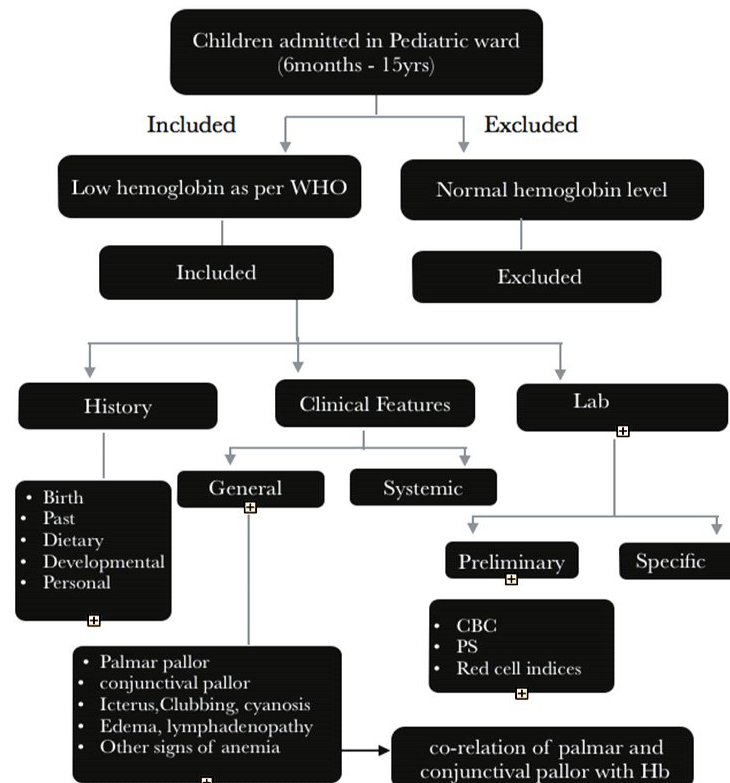 Children admitted in Pediatric ward
(6months - 15yrs)
Included
Excluded
Low hemoglobin as per WHO
Normal hemoglobin level
Included
Excluded
History
Clinical Features
Lab
General
Systemic
• Birth
• Past
• Dietary
• Developmental
• Personal
Preliminary
Specific
• CBC
• PS
• Red cell indices
• Palmar pallor
• conjunctival pallor
• Icterus,Clubbing, cyanosis
• Edema, lymphadenopathy
• Other signs of anemia
co-relation of palmar and
conjunctival pallor with Hb